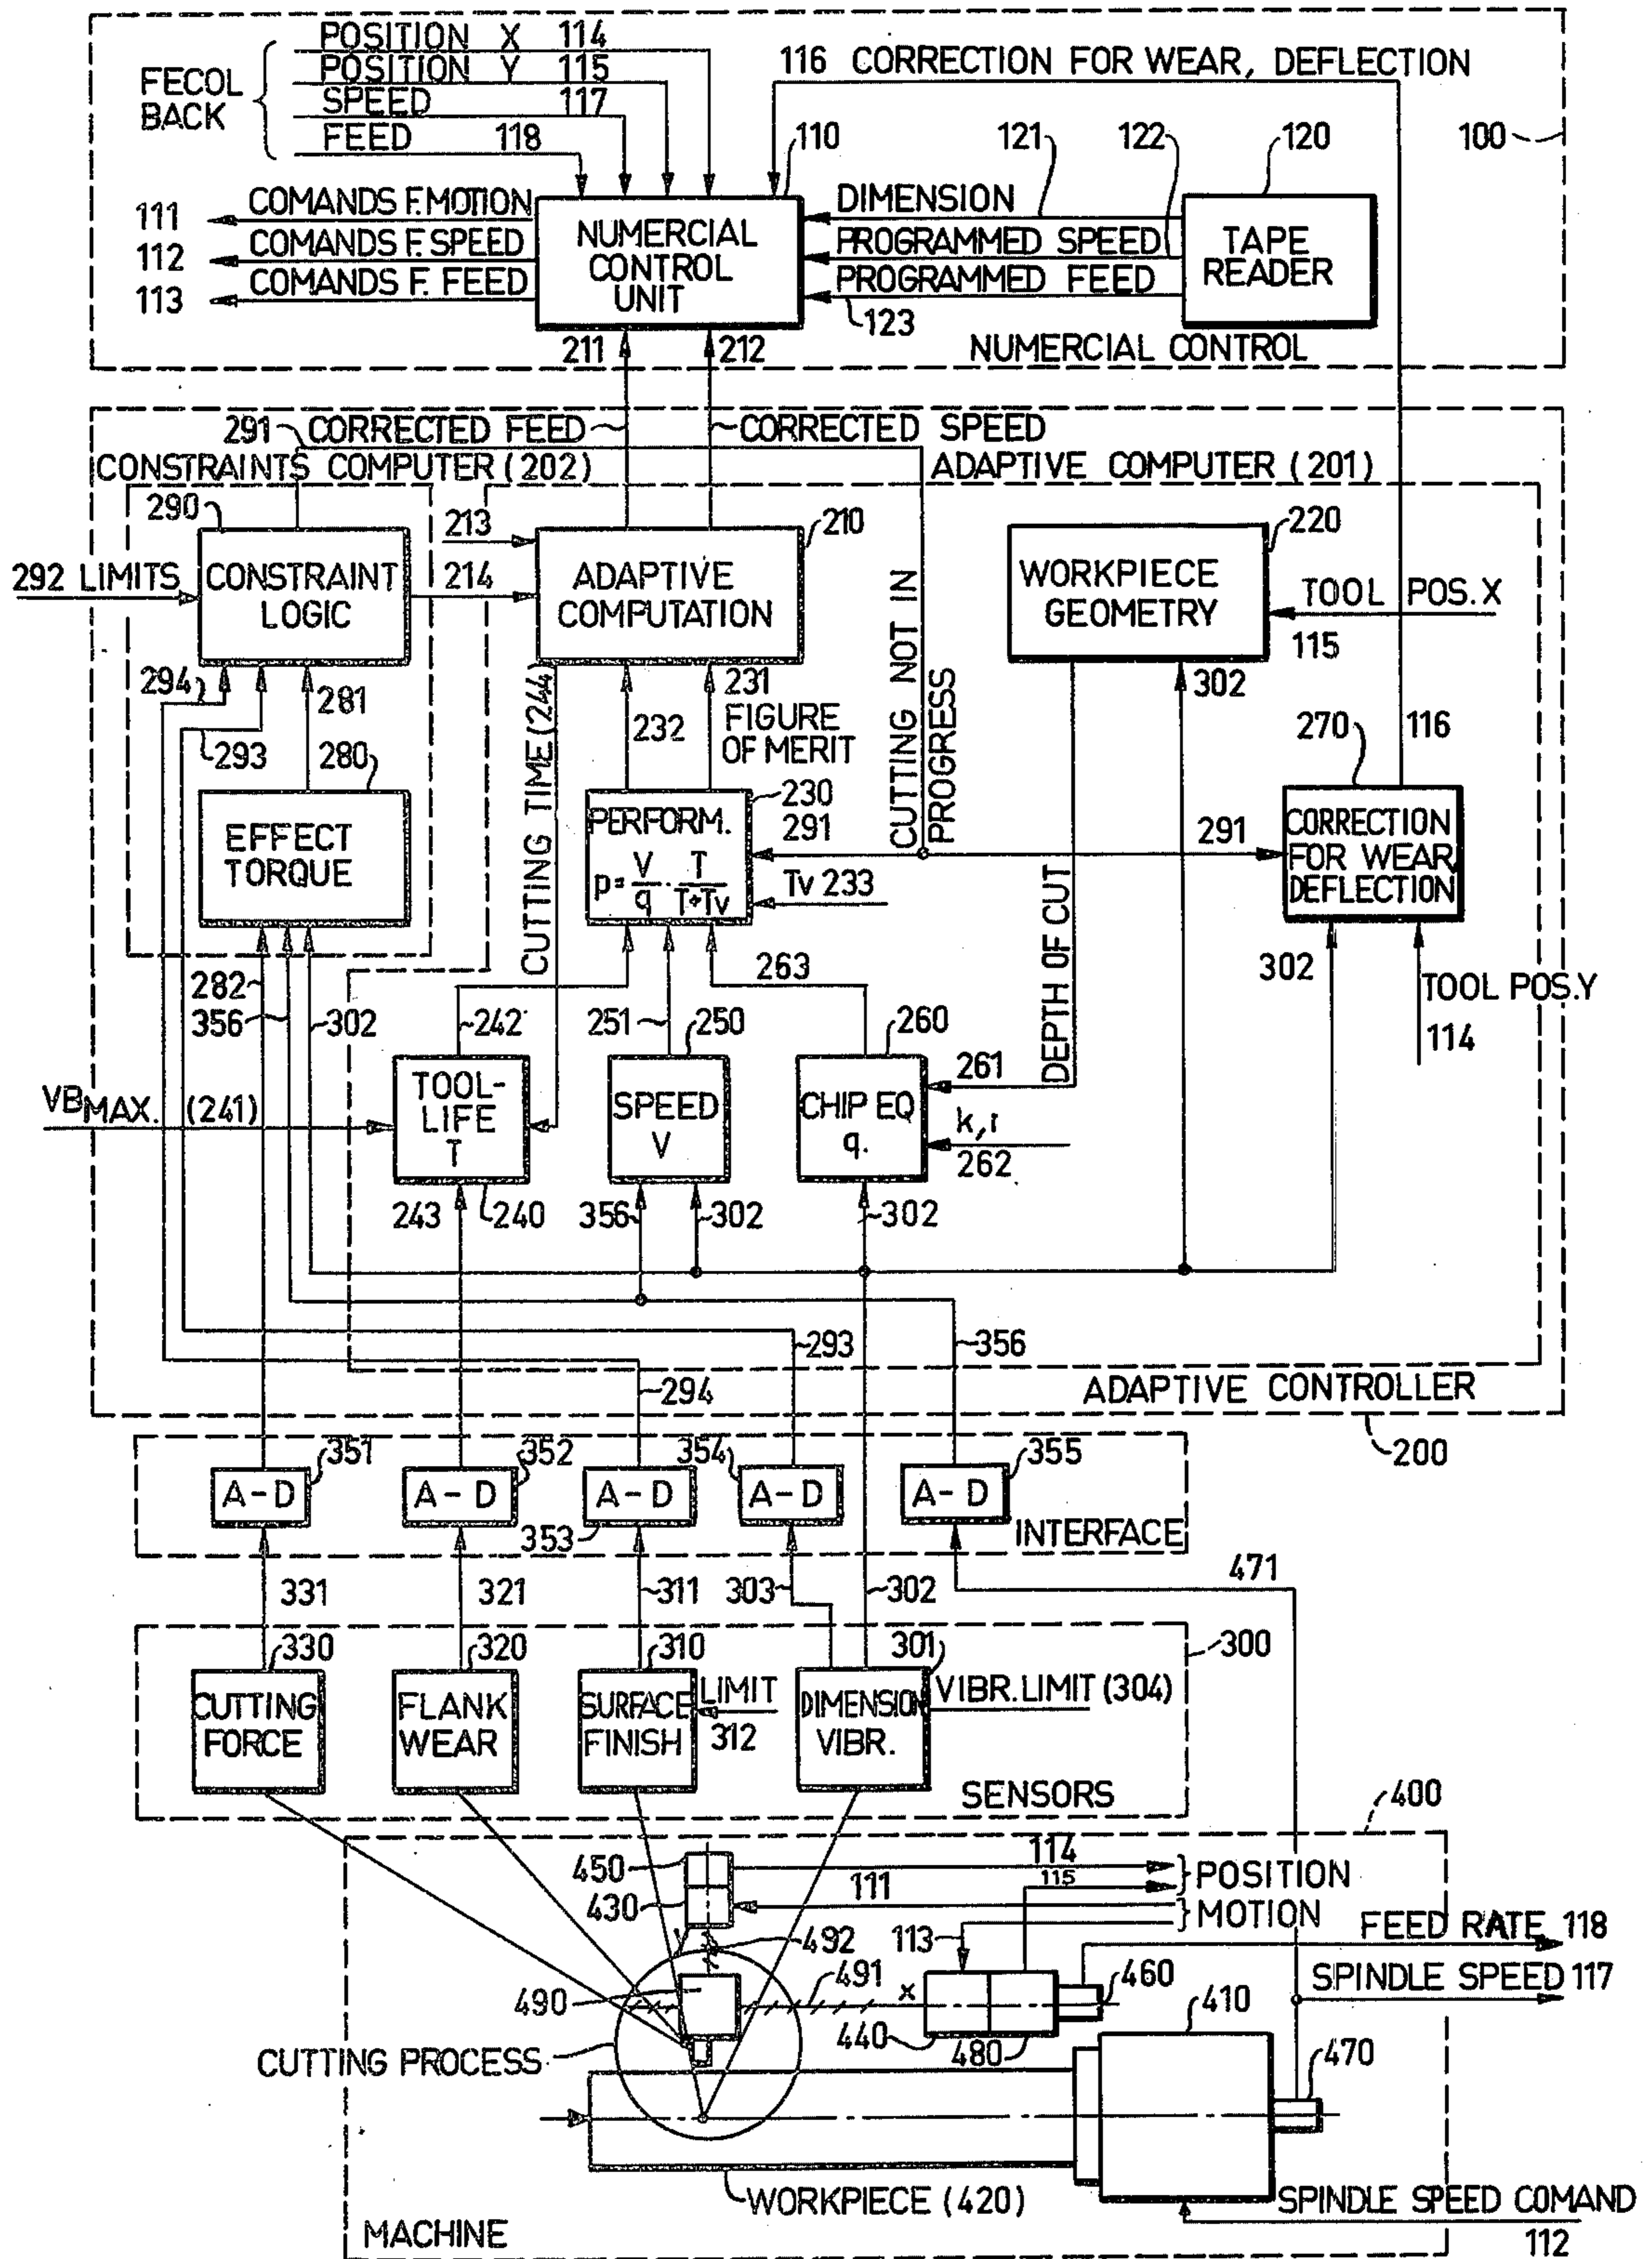 POSITION X 114
POSITION Y 115
SPEED 117
FEED 118
FECOL
BACK
116 CORRECTION FOR WEAR, DEFLECTION
110
121
122
120
100
111 COMANDS F. MOTION
112 COMANDS F. SPEED
113 COMANDS F. FEED
NUMERCIAL
CONTROL
UNIT
DIMENSION
PROGRAMMED SPEED
PROGRAMMED FEED
123
TAPE
READER
NUMERCIAL CONTROL
211
212
291 CORRECTED FEED
CORRECTED SPEED
CONSTRAINTS COMPUTER (202)
ADAPTIVE COMPUTER (201)
290
213
210
220
292 LIMITS
CONSTRAINT
LOGIC
214
ADAPTIVE
COMPUTATION
CUTTING NOT IN
PROGRESS
WORKPIECE
GEOMETRY
TOOL POS. X
115
294
281
293
280
CUTTING TIME (244)
232
231
FIGURE
OF MERIT
302
270
116
EFFECT
TORQUE
PERFORM.
p = V/q · T/T+Tv
230
291
Tv 233
291
CORRECTION
FOR WEAR
DEFLECTION
DEPTH OF CUT
282
356
302
263
302
TOOL POS. Y
114
242
251
250
260
VB MAX. (241)
TOOL-
LIFE
T
SPEED
V
CHIP EQ
q.
261
k, i
262
243
240
356
302
302
293
356
294
ADAPTIVE CONTROLLER
200
351
352
354
355
A-D
A-D
A-D
A-D
A-D
353
INTERFACE
331
321
311
303
302
471
330
320
310
301
300
CUTTING
FORCE
FLANK
WEAR
SURFACE
FINISH
LIMIT
312
DIMENSION
VIBR.
VIBR. LIMIT (304)
SENSORS
400
450
114
115
POSITION
430
111
MOTION
492
113
FEED RATE 118
490
491
X
460
SPINDLE SPEED 117
440
480
410
470
CUTTING PROCESS
WORKPIECE (420)
SPINDLE SPEED COMAND
112
MACHINE